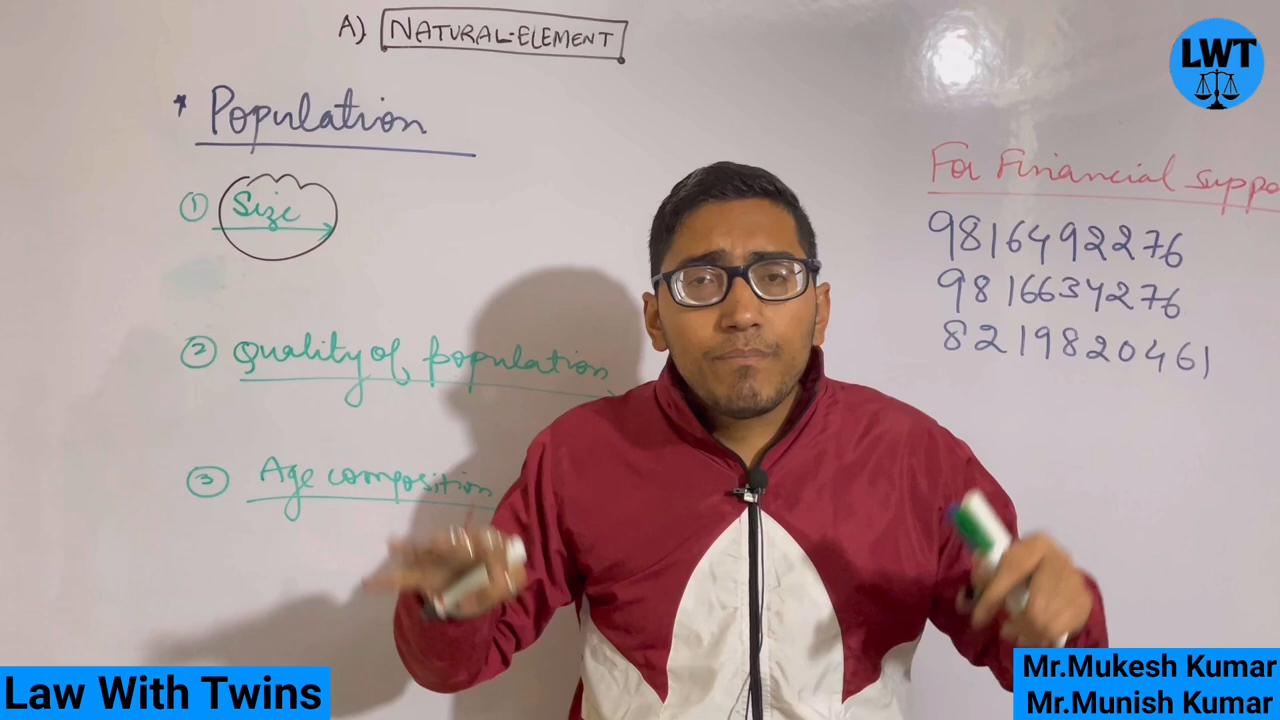 A) NATURAL-ELEMENT
* Population
① Size
② Quality of population
③ Age composition
For Financial suppo
9816492276
9816634276
8219820461
LWT
Law With Twins
Mr.Mukesh Kumar
Mr.Munish Kumar